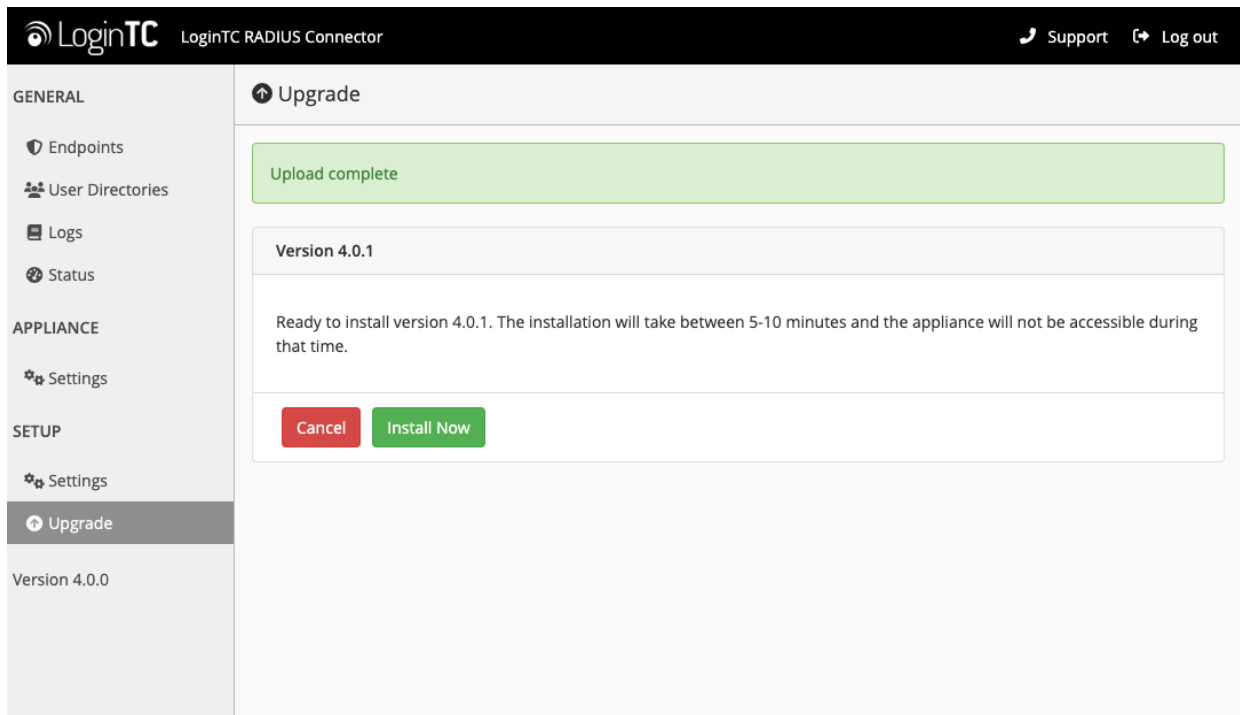 LoginTC LoginTC RADIUS Connector Support Log out
GENERAL
Endpoints
User Directories
Logs
Status
APPLIANCE
Settings
SETUP
Settings
Upgrade
Version 4.0.0
Upgrade
Upload complete
Version 4.0.1
Ready to install version 4.0.1. The installation will take between 5-10 minutes and the appliance will not be accessible during
that time.
Cancel Install Now